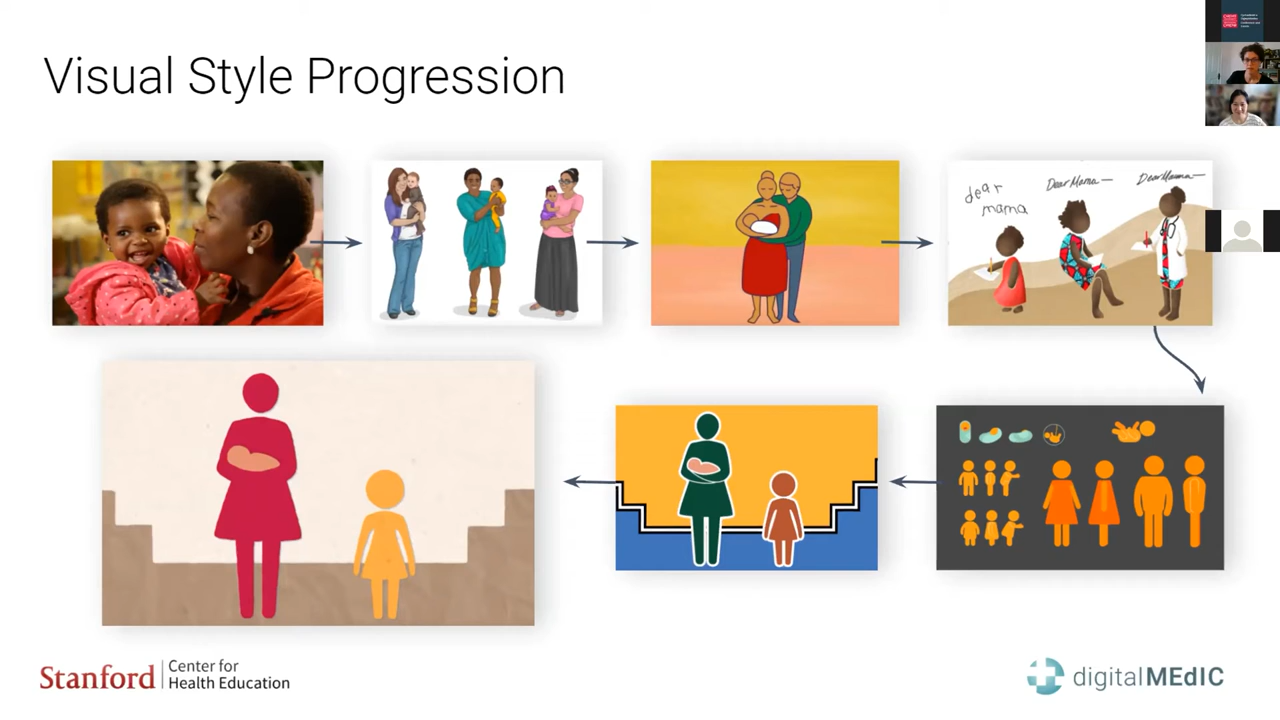 Visual Style Progression
dear
mama
Dear Mama—
Dear Mama—
Stanford
Center for
Health Education
digitalMEdIC